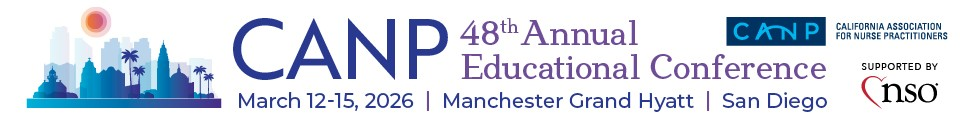 CANP
48th Annual
Educational Conference
March 12-15, 2026 | Manchester Grand Hyatt | San Diego
CANP
CALIFORNIA ASSOCIATION
FOR NURSE PRACTITIONERS
SUPPORTED BY
nso